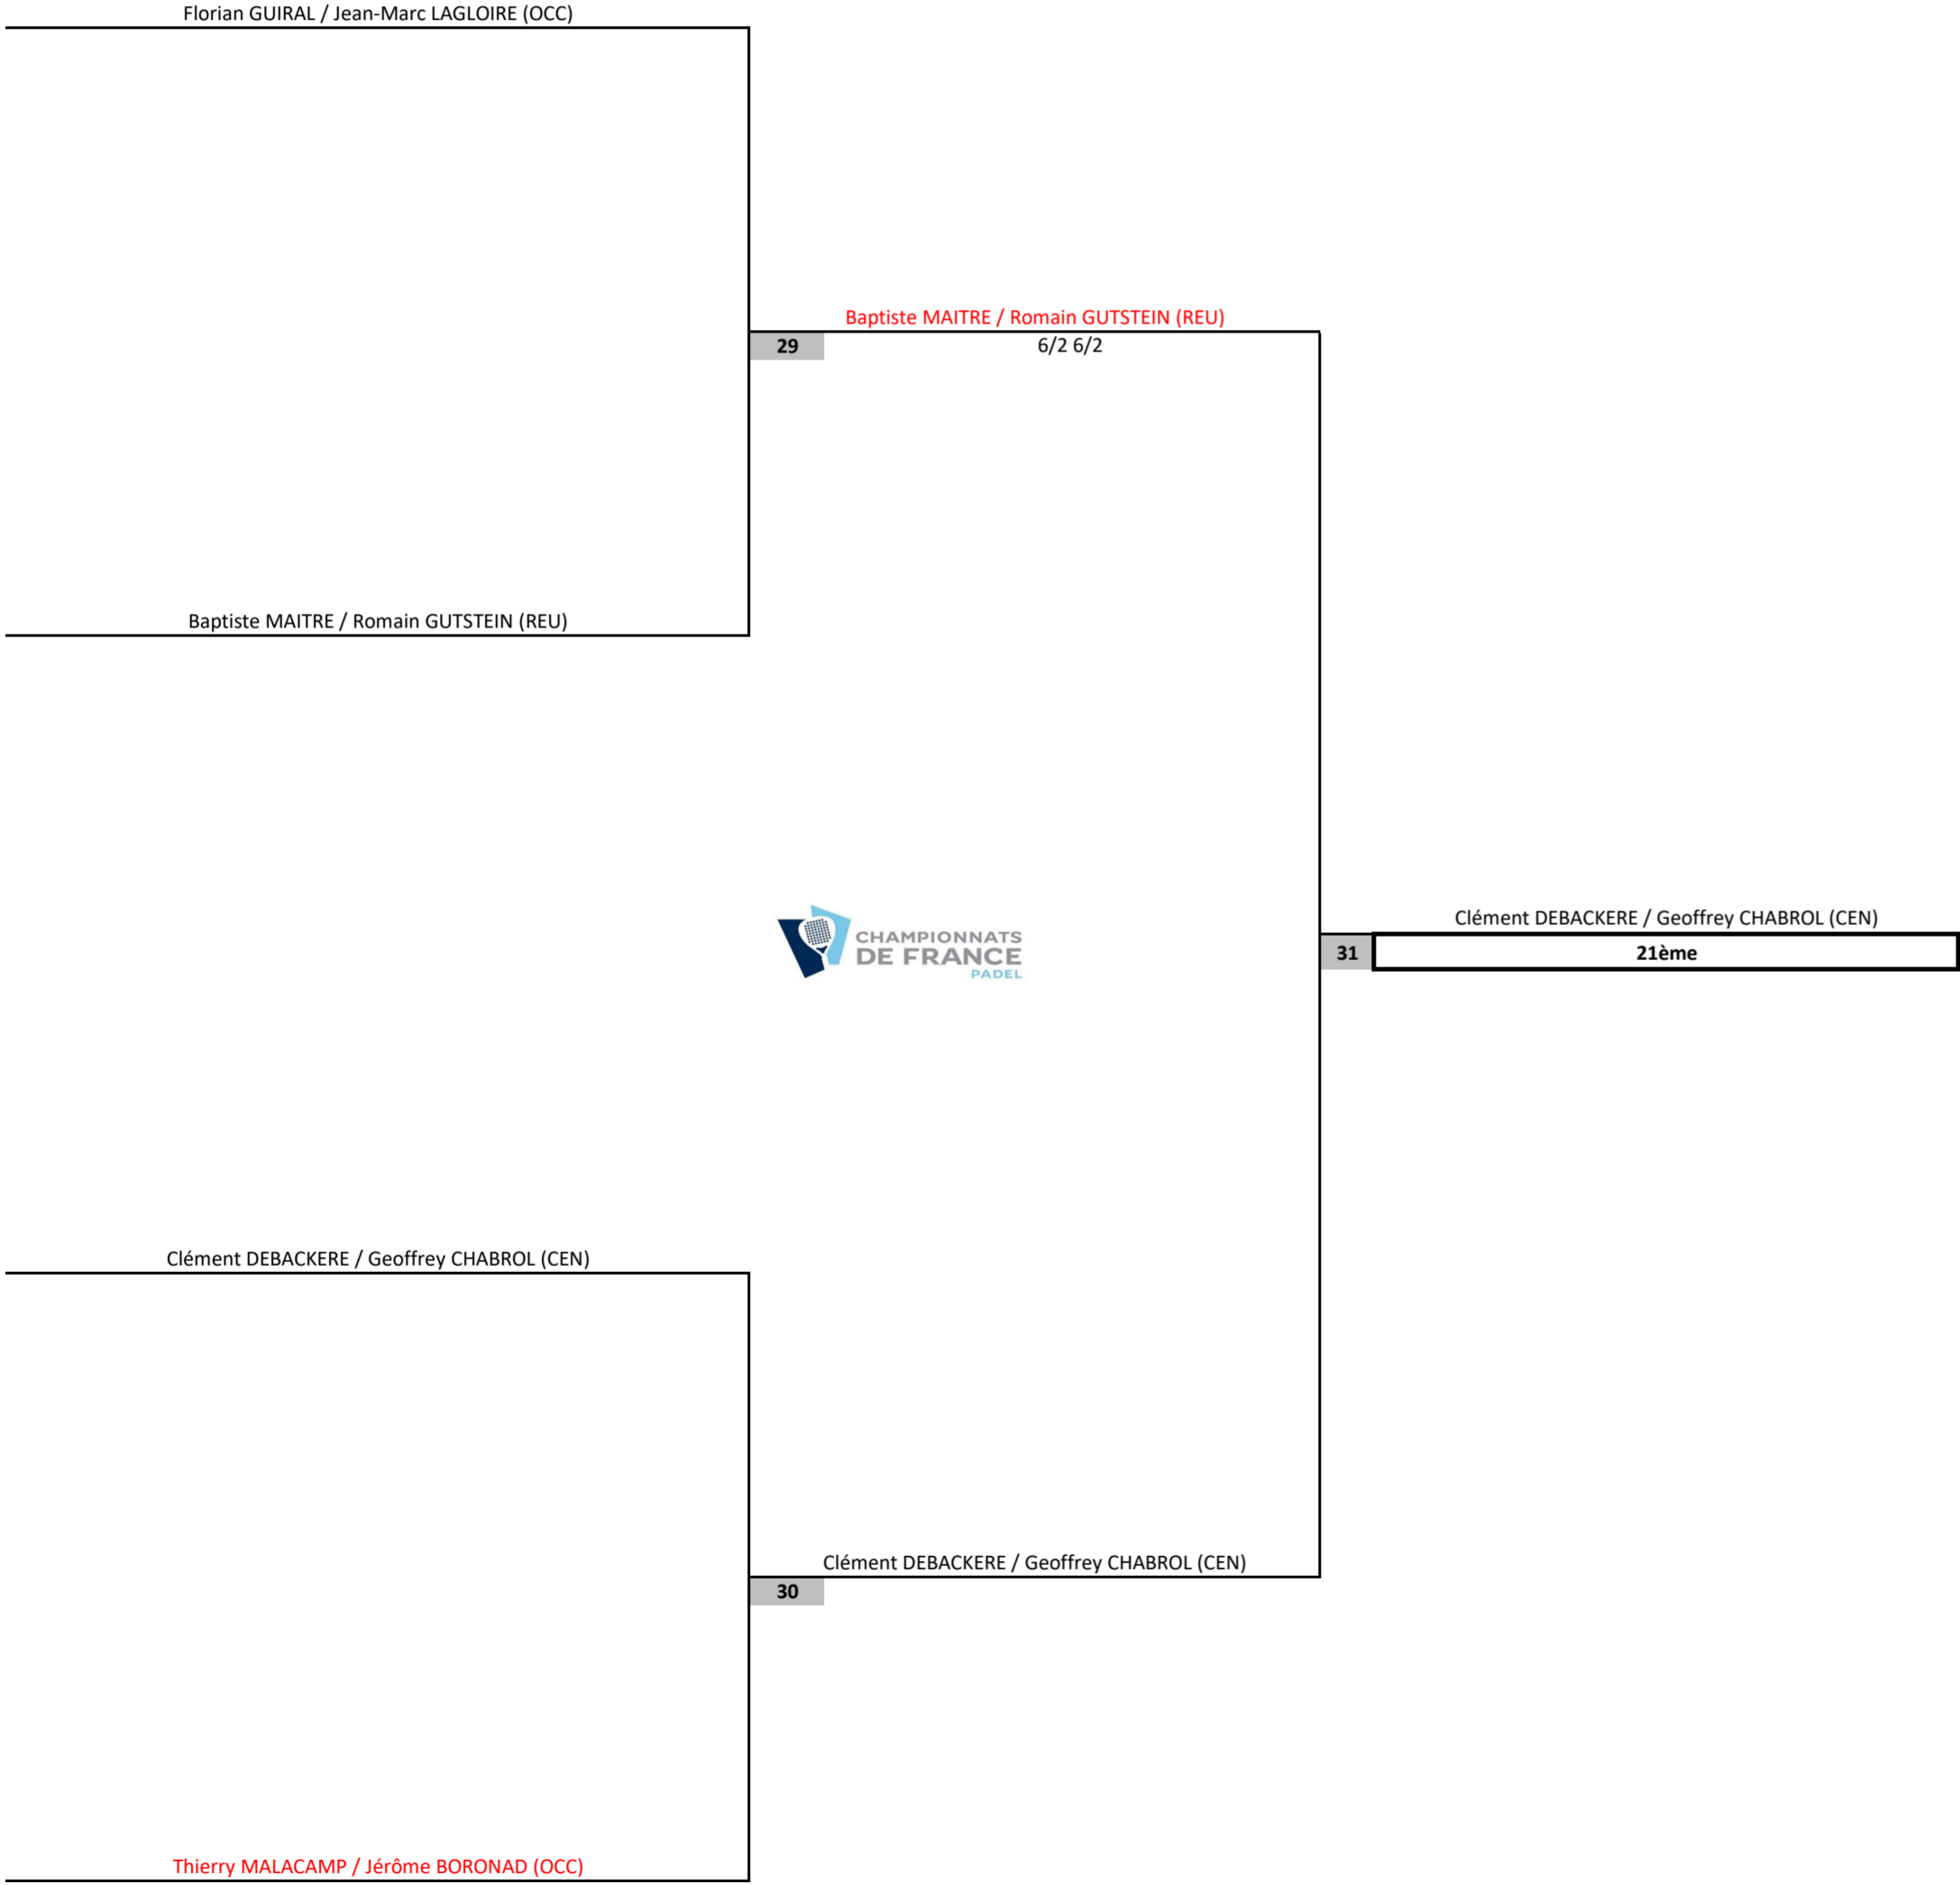 Florian GUIRAL / Jean-Marc LAGLOIRE (OCC)
Baptiste MAITRE / Romain GUTSTEIN (REU)
29
6/2 6/2
Baptiste MAITRE / Romain GUTSTEIN (REU)
CHAMPIONNATS
DE FRANCE
PADEL
Clément DEBACKERE / Geoffrey CHABROL (CEN)
31
21ème
Clément DEBACKERE / Geoffrey CHABROL (CEN)
Clément DEBACKERE / Geoffrey CHABROL (CEN)
30
Thierry MALACAMP / Jérôme BORONAD (OCC)